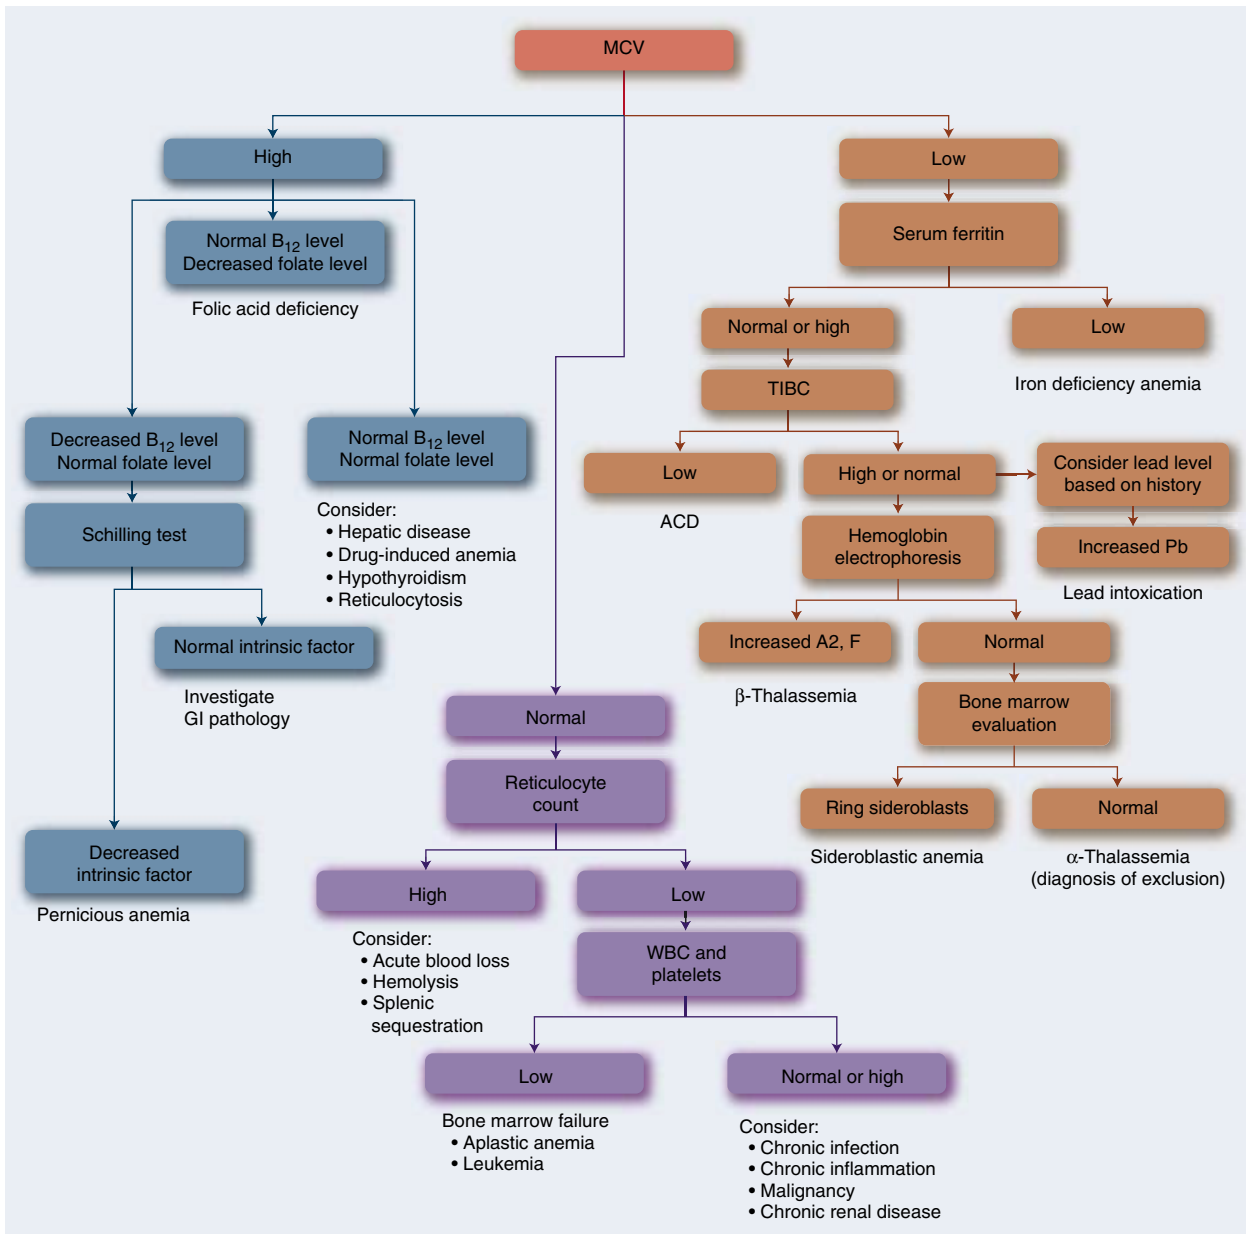 MCV
High
Normal B12 level
Decreased folate level
Folic acid deficiency
Decreased B12 level
Normal folate level
Normal B12 level
Normal folate level
Consider:
• Hepatic disease
• Drug-induced anemia
• Hypothyroidism
• Reticulocytosis
Schilling test
Normal intrinsic factor
Investigate
GI pathology
Decreased
intrinsic factor
Pernicious anemia
Normal
Reticulocyte
count
High
Consider:
• Acute blood loss
• Hemolysis
• Splenic
sequestration
Low
WBC and
platelets
Low
Bone marrow failure
• Aplastic anemia
• Leukemia
Normal or high
Consider:
• Chronic infection
• Chronic inflammation
• Malignancy
• Chronic renal disease
Low
Serum ferritin
Normal or high
Low
Iron deficiency anemia
TIBC
Low
ACD
High or normal
Consider lead level
based on history
Increased Pb
Lead intoxication
Hemoglobin
electrophoresis
Increased A2, F
β-Thalassemia
Normal
Bone marrow
evaluation
Ring sideroblasts
Sideroblastic anemia
Normal
α-Thalassemia
(diagnosis of exclusion)